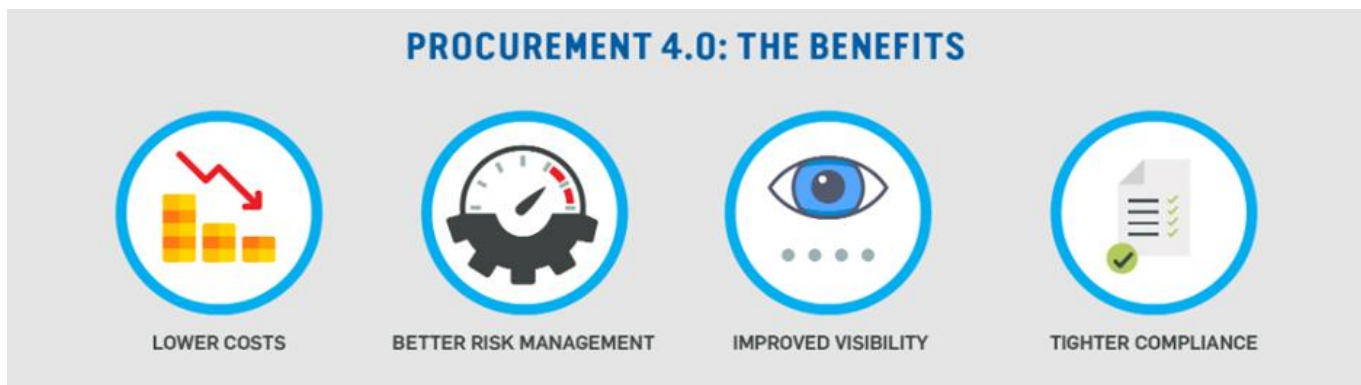 PROCUREMENT 4.0: THE BENEFITS
LOWER COSTS
BETTER RISK MANAGEMENT
IMPROVED VISIBILITY
TIGHTER COMPLIANCE